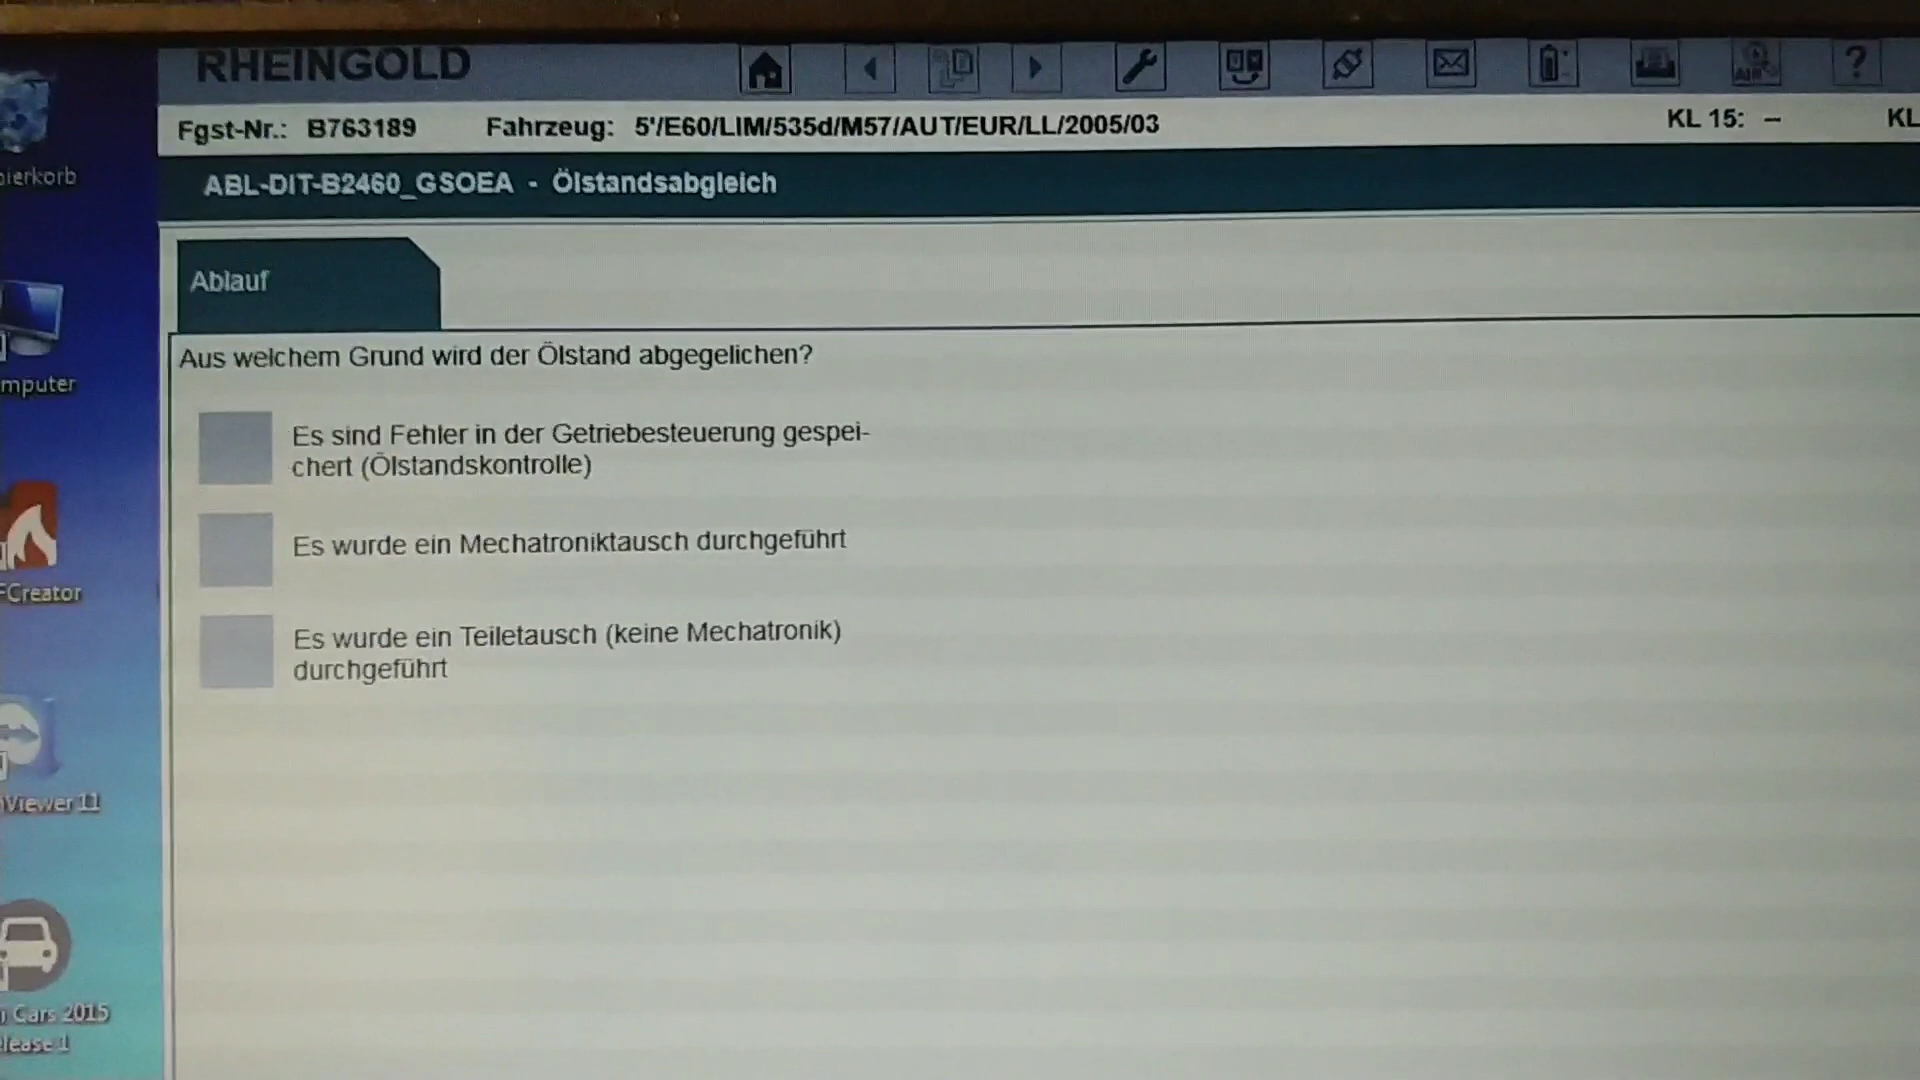 RHEINGOLD
Fgst-Nr.: B763189 Fahrzeug: 5'/E60/LIM/535d/M57/AUT/EUR/LL/2005/03 KL 15: -- KL
ABL-DIT-B2460_GSOEA - Ölstandsabgleich
Ablauf
Aus welchem Grund wird der Ölstand abgegelichen?
Es sind Fehler in der Getriebesteuerung gespei-
chert (Ölstandskontrolle)
Es wurde ein Mechatroniktausch durchgeführt
Es wurde ein Teiletausch (keine Mechatronik)
durchgeführt
pierkorb
mputer
FCreator
Viewer 11
Cars 2015
lease 1
AIR
?